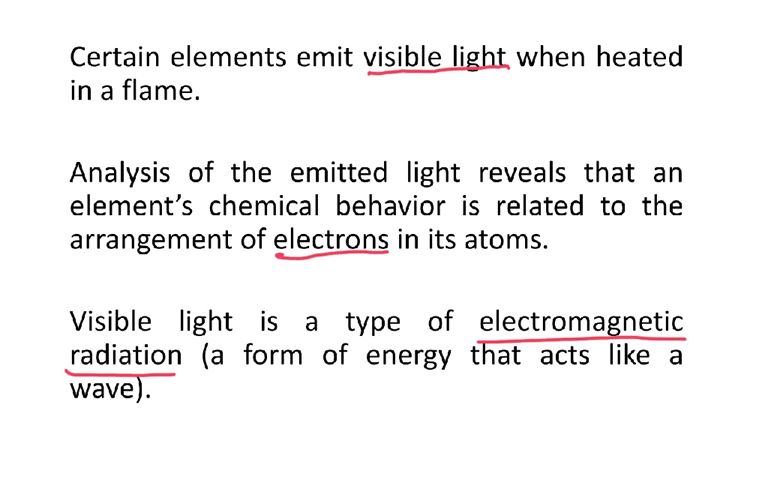 Certain elements emit visible light when heated
in a flame.
Analysis of the emitted light reveals that an
element’s chemical behavior is related to the
arrangement of electrons in its atoms.
Visible light is a type of electromagnetic
radiation (a form of energy that acts like a
wave).